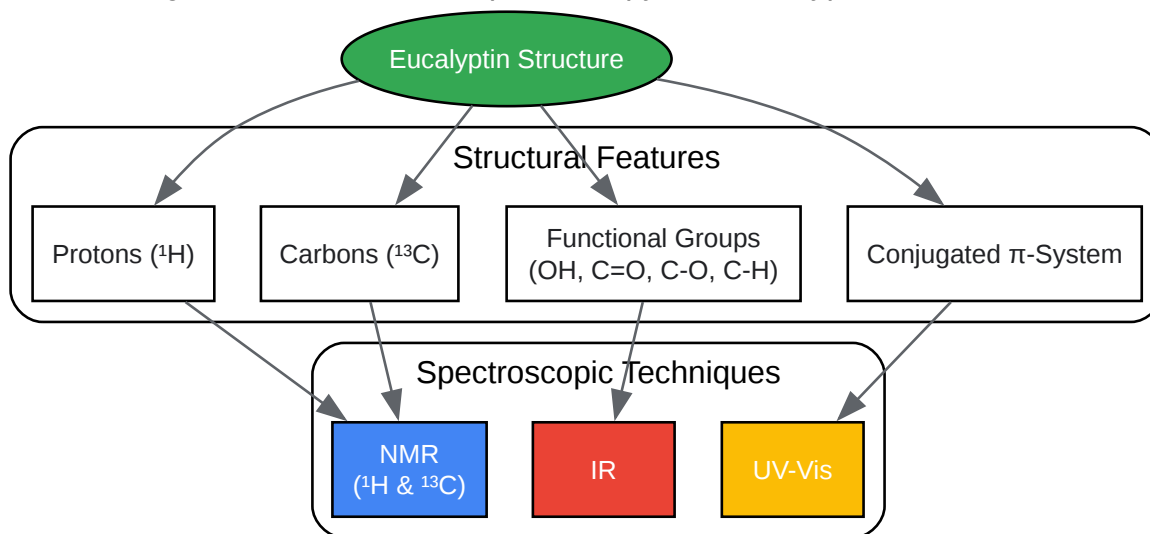 Eucalyptin Structure
Structural Features
Protons (¹H)
Carbons (¹³C)
Functional Groups
(OH, C=O, C-O, C-H)
Conjugated π-System
Spectroscopic Techniques
NMR
(¹H & ¹³C)
IR
UV-Vis